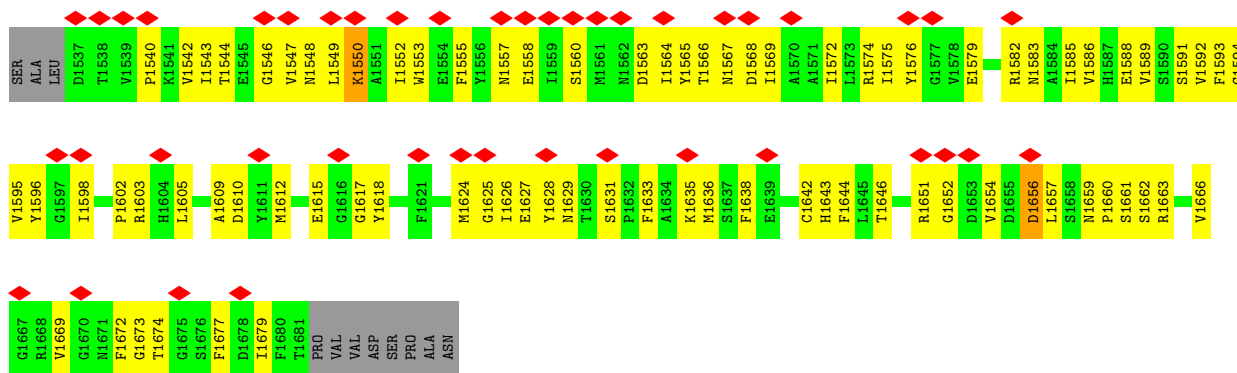 SER ALA LEU D1537 T1538 V1539 P1540 K1541 V1542 I1543 T1544 E1545 G1546 V1547 N1548 L1549 K1550 A1551 I1552 W1553 E1554 F1555 Y1556 N1557 E1558 I1559 S1560 M1561 N1562 D1563 I1564 Y1565 T1566 N1567 D1568 I1569 A1570 A1571 I1572 L1573 R1574 I1575 Y1576 G1577 V1578 E1579 R1582 N1583 A1584 I1585 V1586 H1587 E1588 V1589 S1590 S1591 V1592 F1593
V1595 Y1596 G1597 I1598 P1602 R1603 H1604 L1605 A1609 D1610 Y1611 M1612 E1615 G1616 G1617 Y1618 F1621 M1624 G1625 I1626 E1627 Y1628 N1629 T1630 S1631 P1632 F1633 A1634 K1635 M1636 S1637 F1638 E1639 C1642 H1643 F1644 L1645 T1646 R1651 G1652 D1653 V1654 D1655 D1656 L1657 S1658 N1659 P1660 S1661 S1662 R1663 V1666
G1667 R1668 V1669 G1670 N1671 F1672 G1673 T1674 G1675 S1676 F1677 D1678 I1679 F1680 T1681 PRO VAL VAL ASP SER PRO ALA ASN